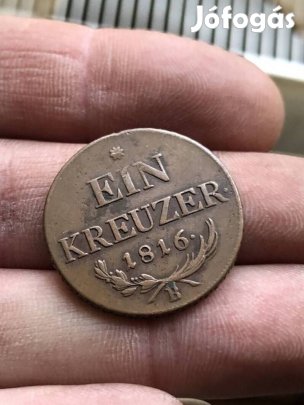 Jófogás
EIN
KREUZER.
1816.
B